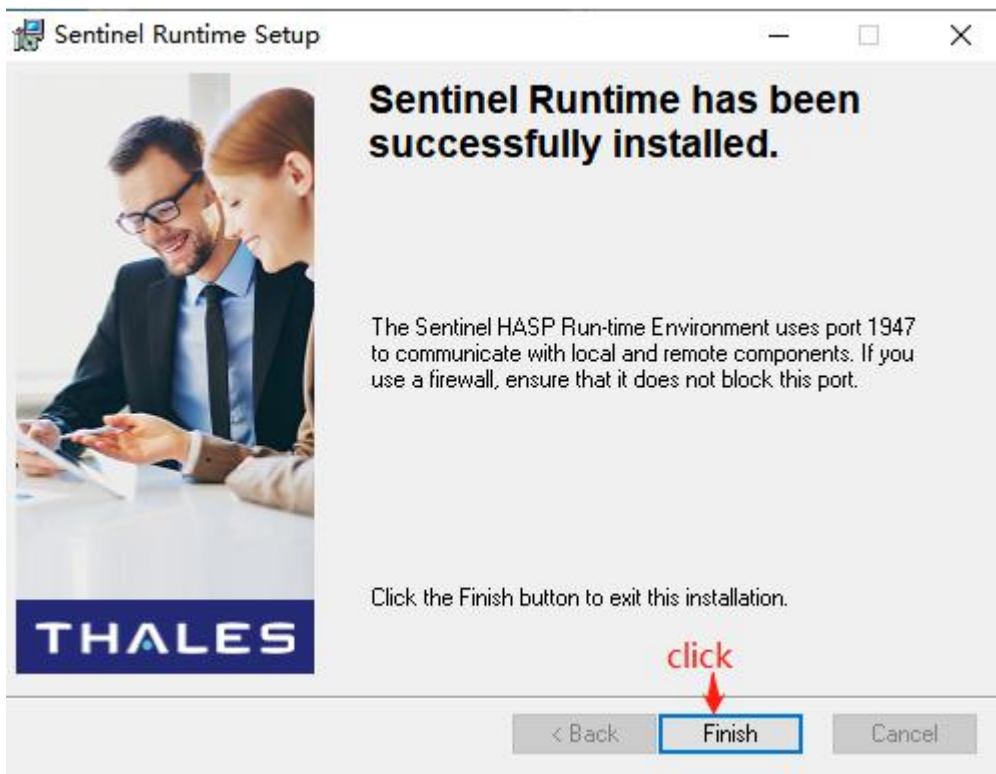 Sentinel Runtime Setup
Sentinel Runtime has been
successfully installed.
The Sentinel HASP Run-time Environment uses port 1947
to communicate with local and remote components. If you
use a firewall, ensure that it does not block this port.
Click the Finish button to exit this installation.
THALES
click
< Back
Finish
Cancel